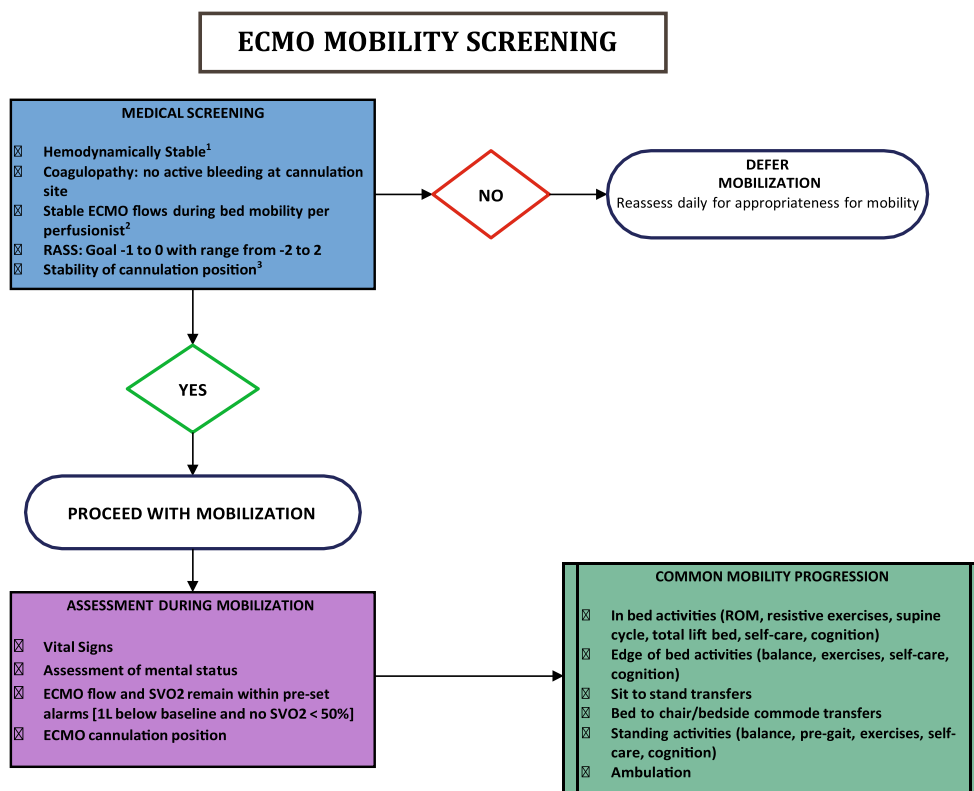 ECMO MOBILITY SCREENING
MEDICAL SCREENING
Hemodynamically Stable¹
Coagulopathy: no active bleeding at cannulation
site
Stable ECMO flows during bed mobility per
perfusionist²
RASS: Goal -1 to 0 with range from -2 to 2
Stability of cannulation position³
NO
DEFER
MOBILIZATION
Reassess daily for appropriateness for mobility
YES
PROCEED WITH MOBILIZATION
ASSESSMENT DURING MOBILIZATION
Vital Signs
Assessment of mental status
ECMO flow and SVO2 remain within pre-set
alarms [1L below baseline and no SVO2 < 50%]
ECMO cannulation position
COMMON MOBILITY PROGRESSION
In bed activities (ROM, resistive exercises, supine
cycle, total lift bed, self-care, cognition)
Edge of bed activities (balance, exercises, self-care,
cognition)
Sit to stand transfers
Bed to chair/bedside commode transfers
Standing activities (balance, pre-gait, exercises, self-
care, cognition)
Ambulation